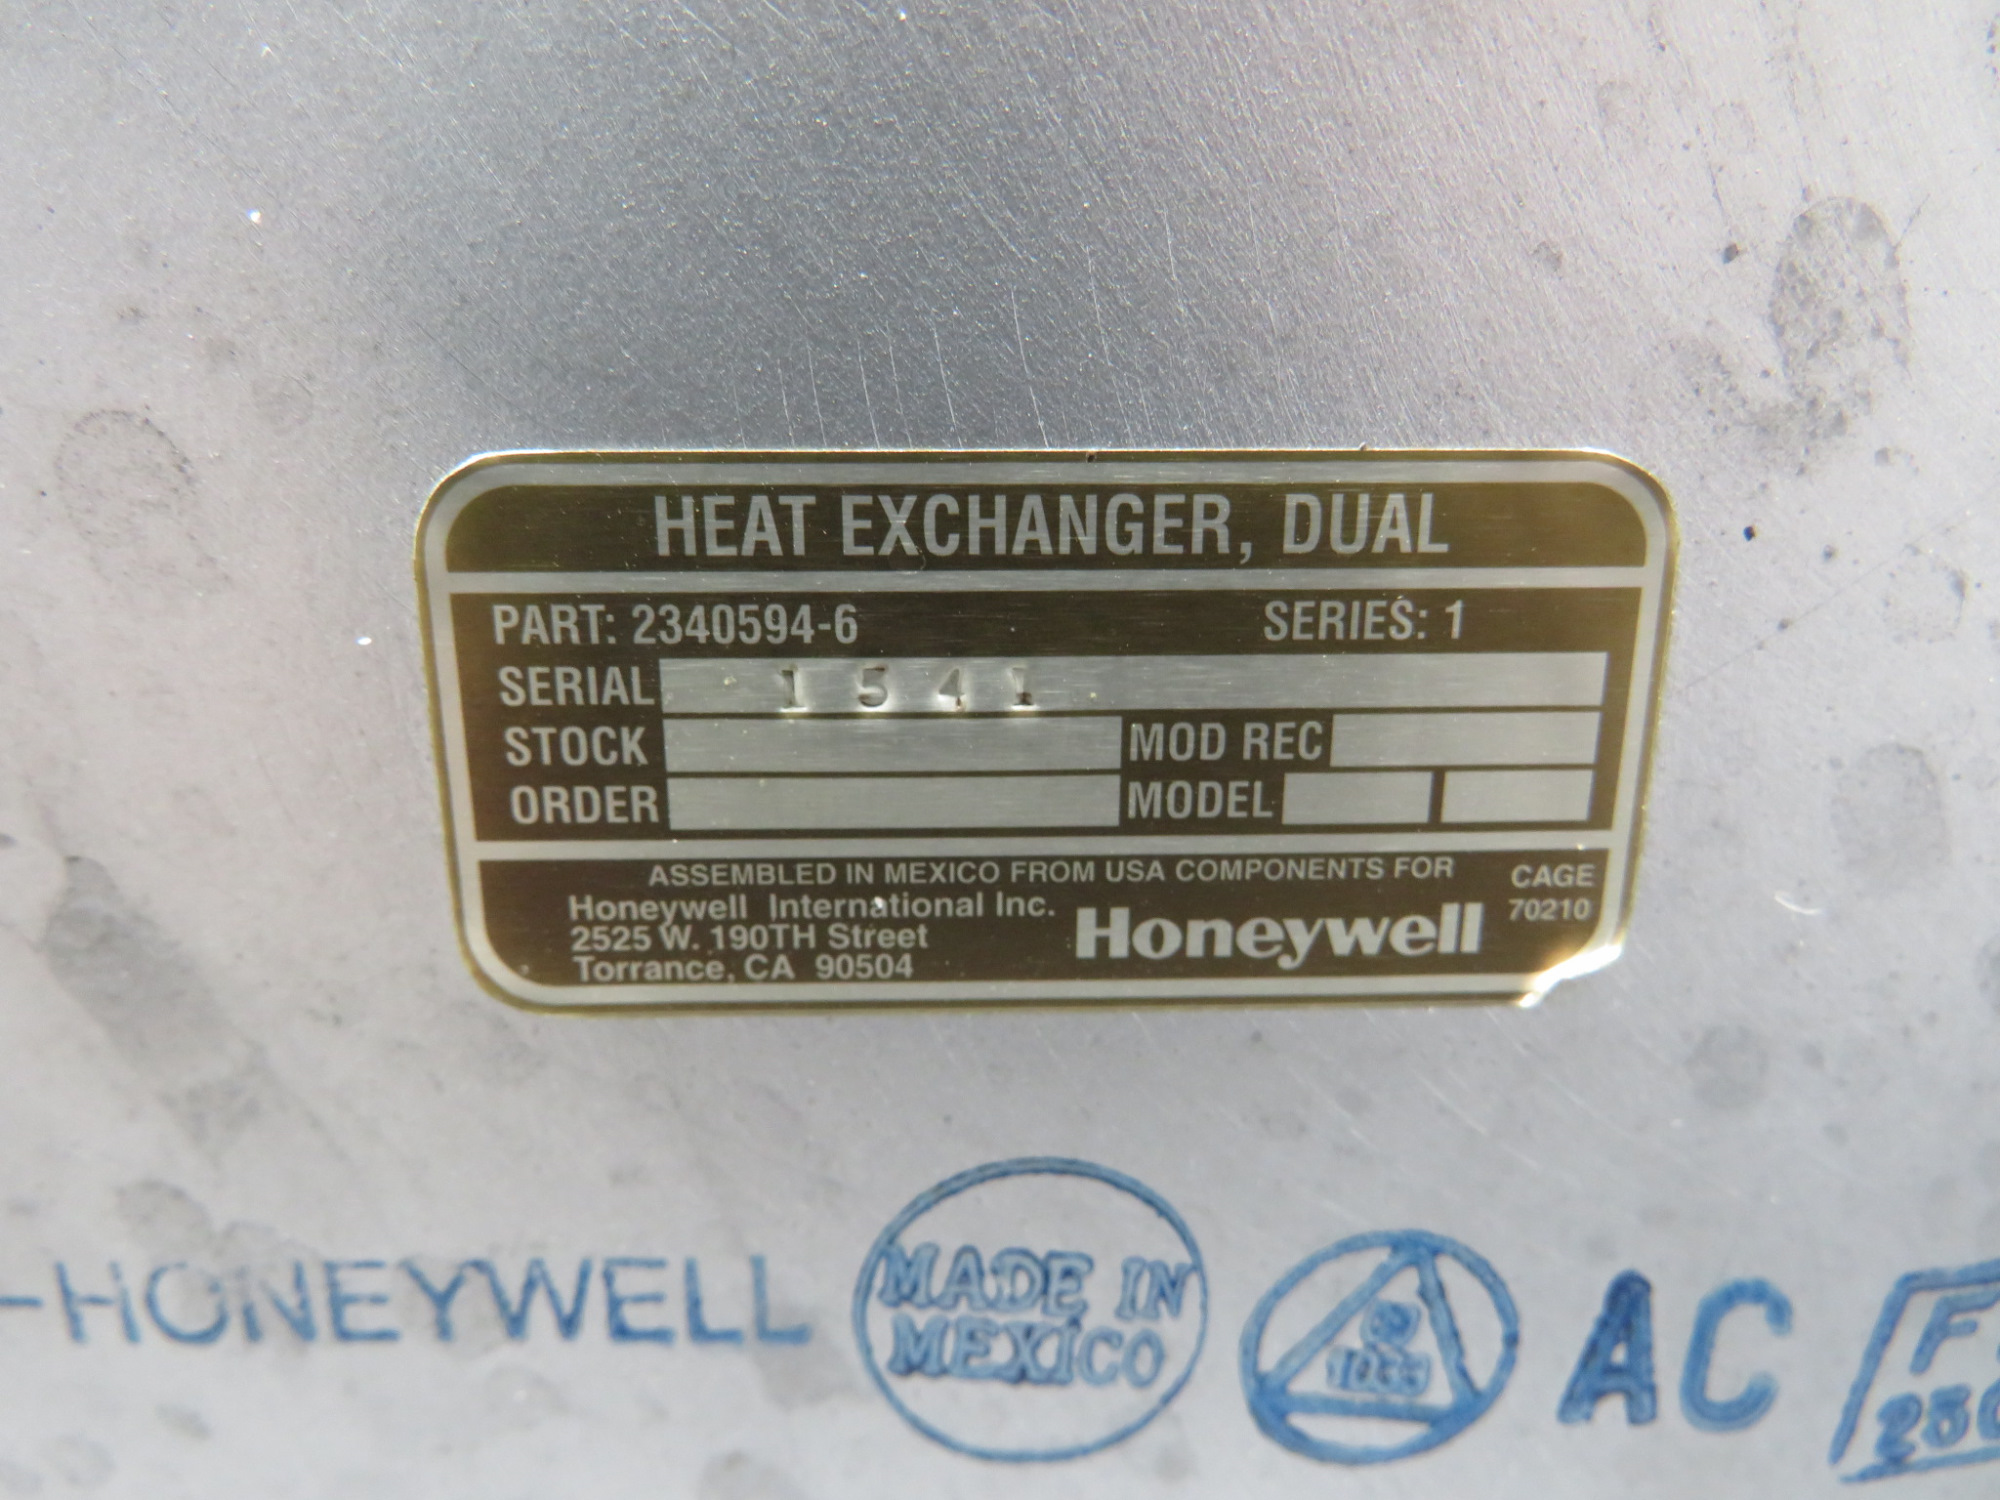 HEAT EXCHANGER, DUAL
PART: 2340594-6 SERIES: 1
SERIAL 1541
STOCK MOD REC
ORDER MODEL
ASSEMBLED IN MEXICO FROM USA COMPONENTS FOR
CAGE
70210
Honeywell International Inc.
2525 W. 190TH Street
Torrance, CA 90504
Honeywell
-HONEYWELL
MADE IN
MEXICO
AC